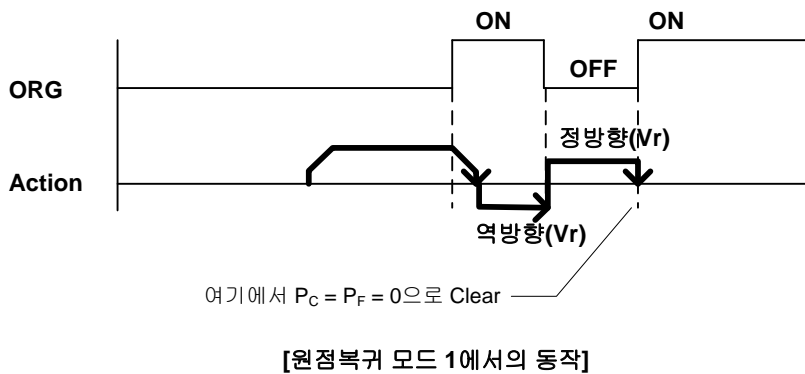 ON
ON
OFF
ORG
정방향(Vr)
Action
역방향(Vr)
여기에서 PC = PF = 0으로 Clear
[원점복귀 모드 1에서의 동작]